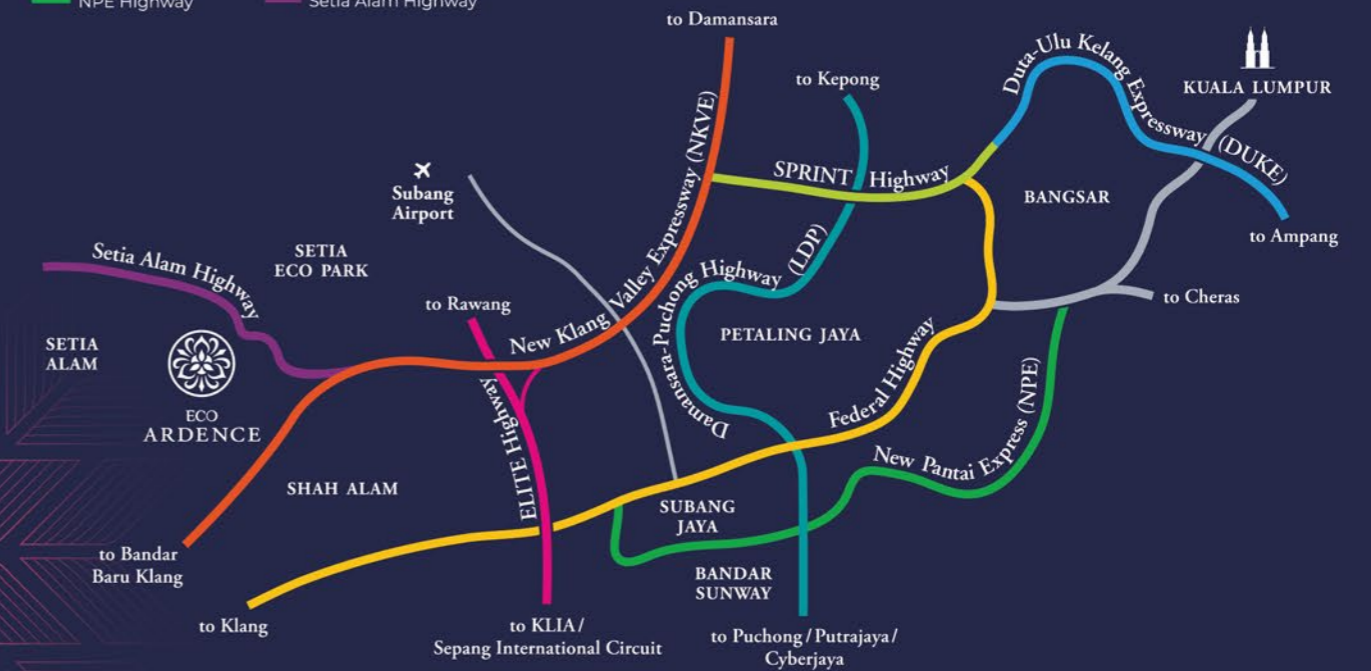 NPE Highway
Setia Alam Highway
to Damansara
to Kepong
Duta-Ulu Kelang Expressway (DUKE)
KUALA LUMPUR
New Klang Valley Expressway (NKVE)
SPRINT Highway
Subang
Airport
BANGSAR
to Ampang
Setia Alam Highway
SETIA
ECO PARK
Damansara-Puchong Highway (LDP)
to Rawang
to Cheras
SETIA
ALAM
PETALING JAYA
ECO
ARDENCE
ELITE Highway
Federal Highway
New Pantai Express (NPE)
SHAH ALAM
SUBANG
JAYA
to Bandar
Baru Klang
BANDAR
SUNWAY
to Klang
to KLIA/
Sepang International Circuit
to Puchong/Putrajaya/
Cyberjaya